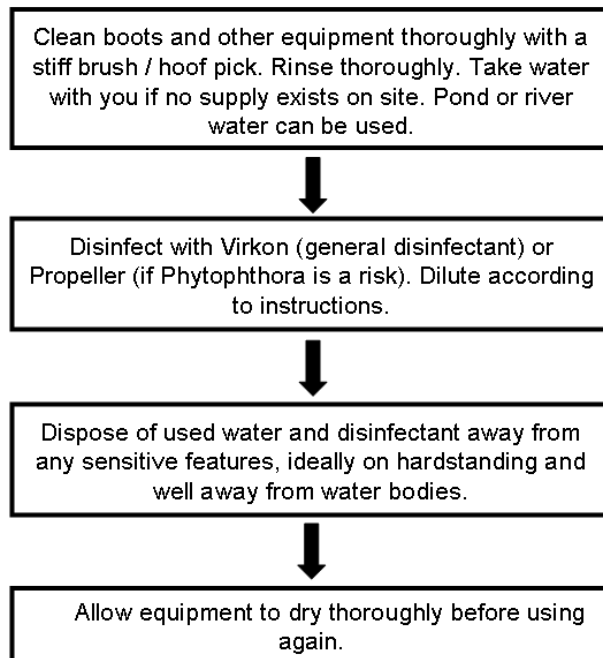 Clean boots and other equipment thoroughly with a
stiff brush / hoof pick. Rinse thoroughly. Take water
with you if no supply exists on site. Pond or river
water can be used.
Disinfect with Virkon (general disinfectant) or
Propeller (if Phytophthora is a risk). Dilute according
to instructions.
Dispose of used water and disinfectant away from
any sensitive features, ideally on hardstanding and
well away from water bodies.
Allow equipment to dry thoroughly before using
again.